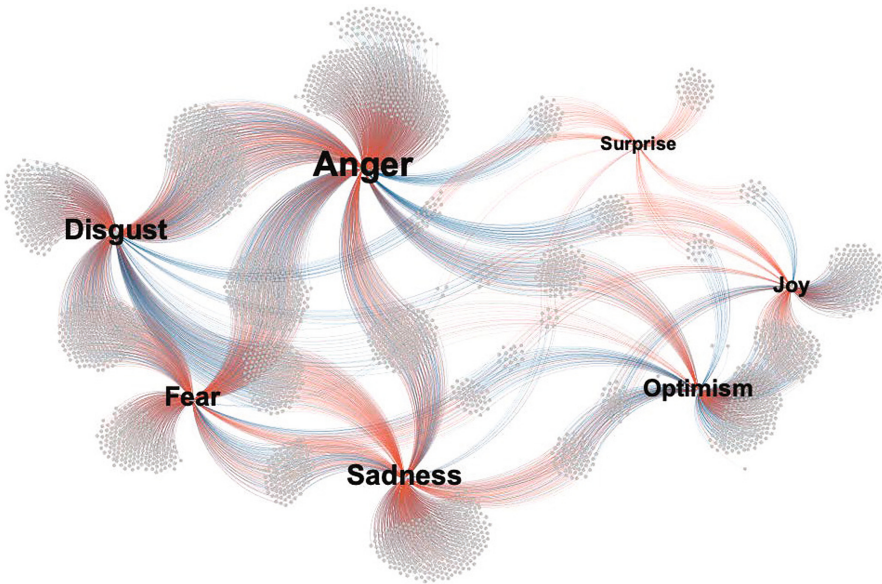 Surprise
Anger
Disgust
Joy
Optimism
Fear
Sadness